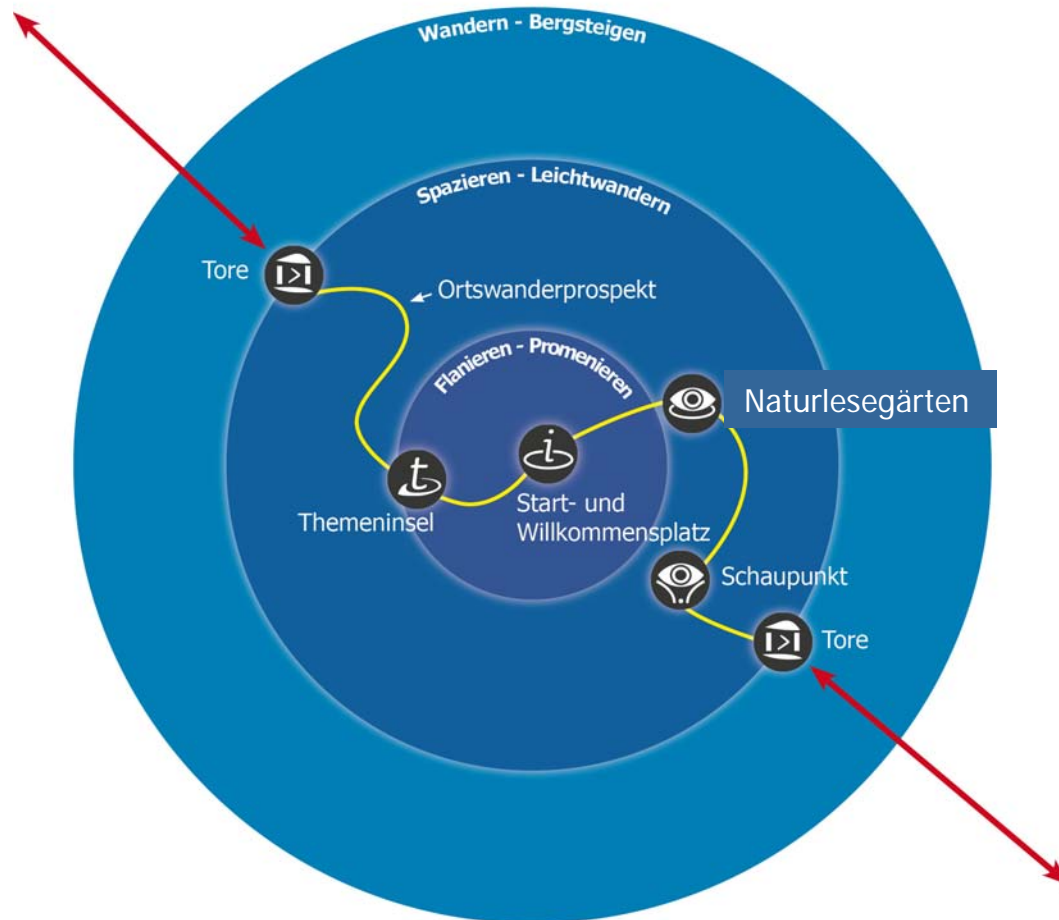 Wandern - Bergsteigen
Spazieren - Leichtwandern
Tore
Ortswanderprospekt
Flanieren - Promenieren
Naturlesegärten
t
i
Themeninsel
Start- und
Willkommensplatz
Schaupunkt
Tore